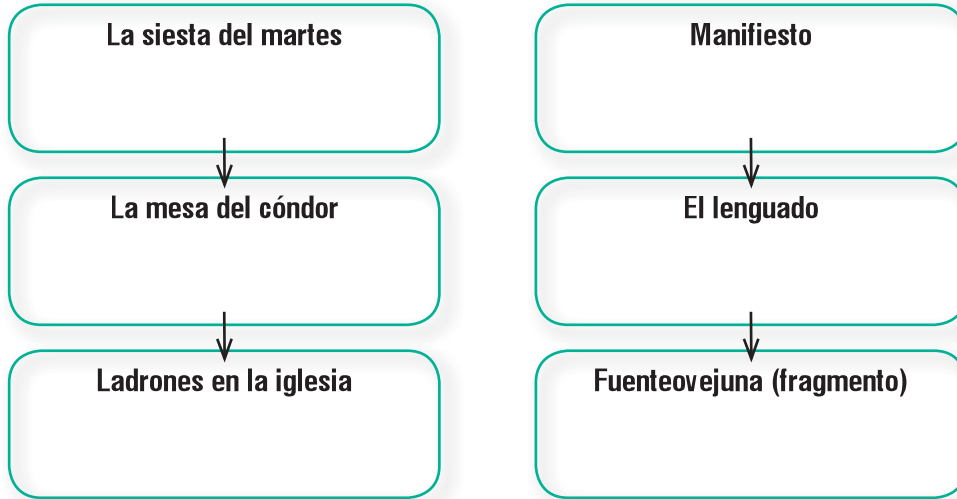 La siesta del martes
La mesa del cóndor
Ladrones en la iglesia
Manifiesto
El lenguado
Fuenteovejuna (fragmento)